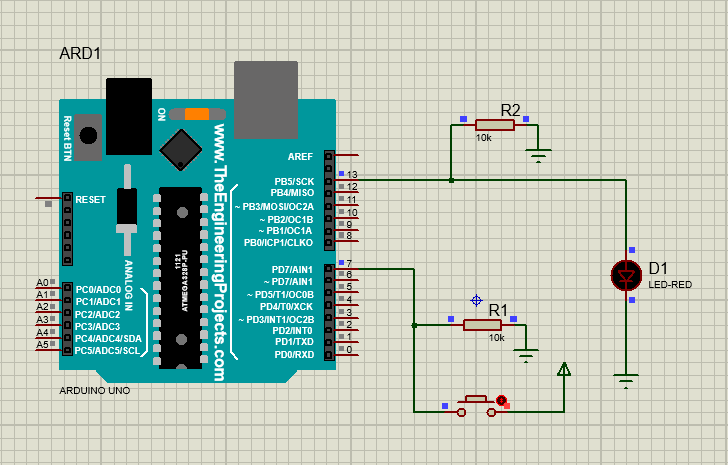 ARD1
ON
Reset BTN
www.TheEngineeringProjects.com
1121
ATMEGA328P-PU
ANALOG IN
RESET
A0 PC0/ADC0
A1 PC1/ADC1
A2 PC2/ADC2
A3 PC3/ADC3
A4 PC4/ADC4/SDA
A5 PC5/ADC5/SCL
ARDUINO UNO
AREF
PB5/SCK 13
PB4/MISO 12
~ PB3/MOSI/OC2A 11
~ PB2/OC1B 10
~ PB1/OC1A 9
PB0/ICP1/CLKO 8
PD7/AIN1 7
~ PD7/AIN1 6
~ PD5/T1/OC0B 5
PD4/T0/XCK 4
~ PD3/INT1/OC2B 3
PD2/INT0 2
PD1/TXD 1
PD0/RXD 0
R2
10k
D1
LED-RED
R1
10k